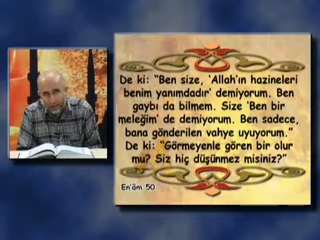 De ki: "Ben size, 'Allah'ın hazineleri
benim yanımdadır' demiyorum. Ben
gaybı da bilmem. Size 'Ben bir
meleğim' de demiyorum. Ben sadece,
bana gönderilen vahye uyuyorum."
De ki: "Görmeyenle gören bir olur
mu? Siz hiç düşünmez misiniz?"
En'âm 50